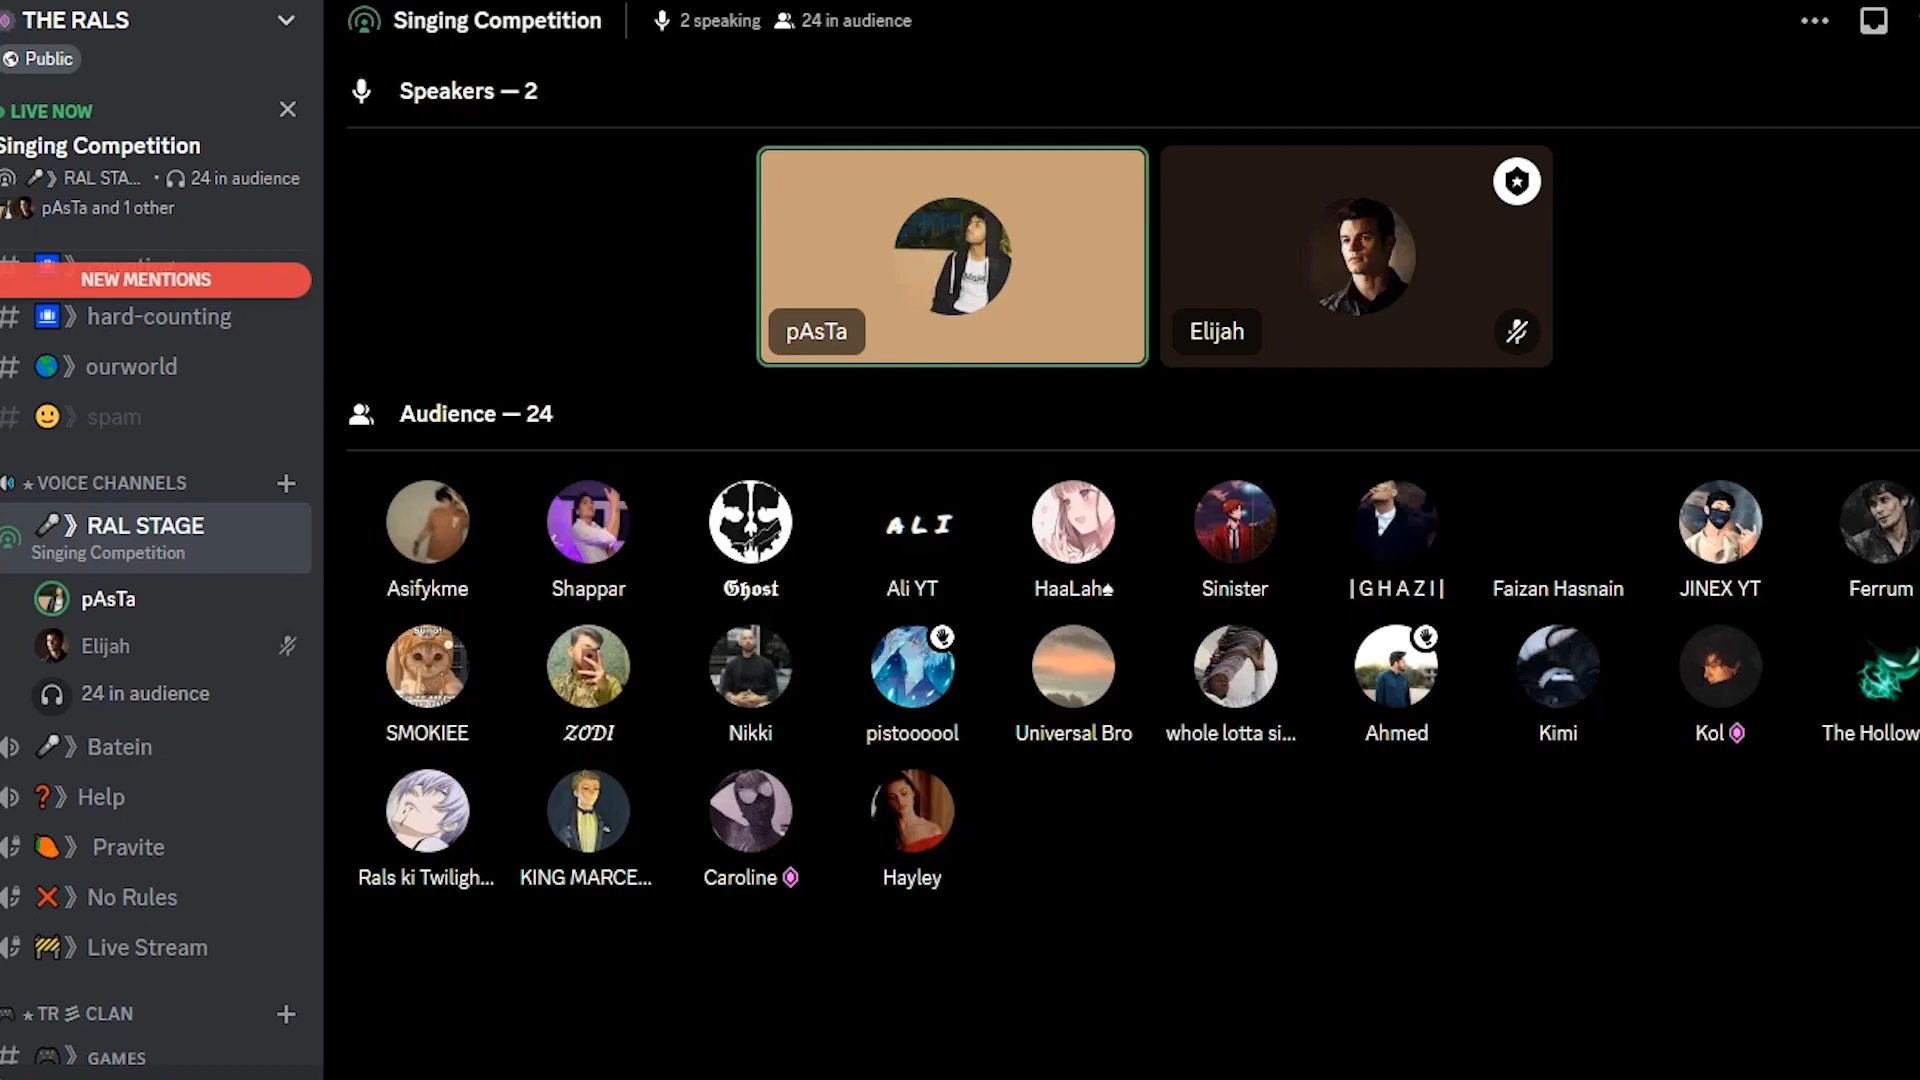 THE RALS
Public
LIVE NOW
Singing Competition
RAL STA... • 24 in audience
pAsTa and 1 other
NEW MENTIONS
hard-counting
ourworld
spam
VOICE CHANNELS
RAL STAGE
Singing Competition
pAsTa
Elijah
24 in audience
Batein
Help
Pravite
No Rules
Live Stream
TR 彡 CLAN
GAMES
Singing Competition
2 speaking
24 in audience
Speakers — 2
pAsTa
Elijah
Audience — 24
ALI
Asifykme
Shappar
𝕲𝖍𝖔𝖘𝖙
Ali YT
HaaLah♠
Sinister
|G H A Z I|
Faizan Hasnain
JINEX YT
Ferrum
SMOKIEE
𝓩𝓞𝓓𝓘
Nikki
pistoooool
Universal Bro
whole lotta si...
Ahmed
Kimi
Kol
The Hollow
Rals ki Twiligh...
KING MARCE...
Caroline
Hayley